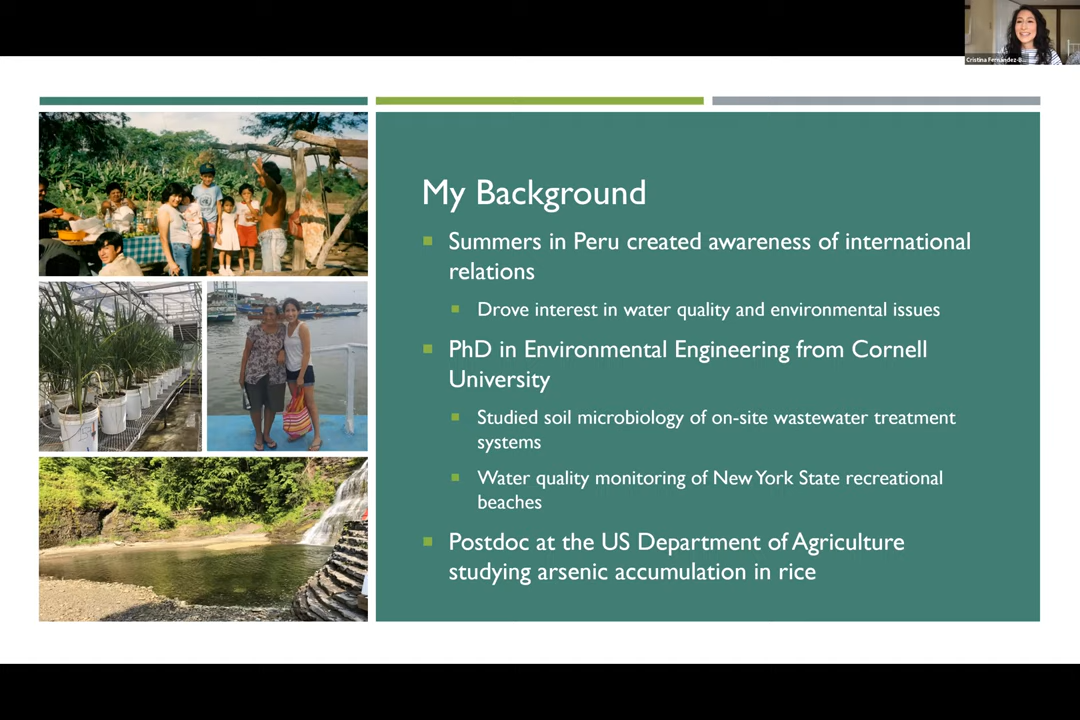 Cristina Fernandez-B...
My Background
Summers in Peru created awareness of international
relations
Drove interest in water quality and environmental issues
PhD in Environmental Engineering from Cornell
University
Studied soil microbiology of on-site wastewater treatment
systems
Water quality monitoring of New York State recreational
beaches
Postdoc at the US Department of Agriculture
studying arsenic accumulation in rice